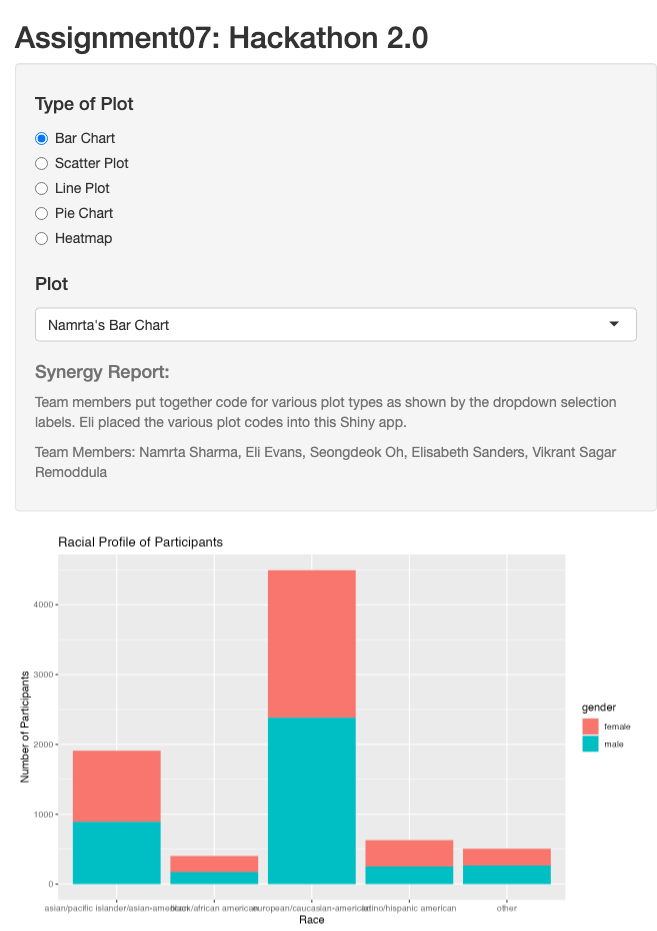 Assignment07: Hackathon 2.0
Type of Plot
Bar Chart
Scatter Plot
Line Plot
Pie Chart
Heatmap
Plot
Namrta's Bar Chart
Synergy Report:
Team members put together code for various plot types as shown by the dropdown selection
labels. Eli placed the various plot codes into this Shiny app.
Team Members: Namrta Sharma, Eli Evans, Seongdeok Oh, Elisabeth Sanders, Vikrant Sagar
Remoddula
Racial Profile of Participants
Number of Participants
4000
3000
2000
1000
0
gender
female
male
asian/pacific islander/asian-american
black/african american
european/caucasian-american
latino/hispanic american
other
Race